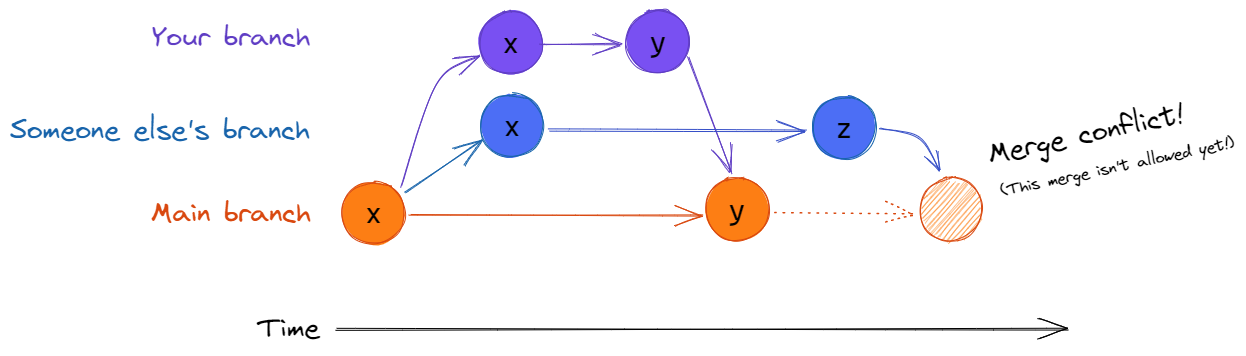 Your branch
x
y
Someone else's branch
x
z
Merge conflict!
(This merge isn't allowed yet!)
Main branch
x
y
Time